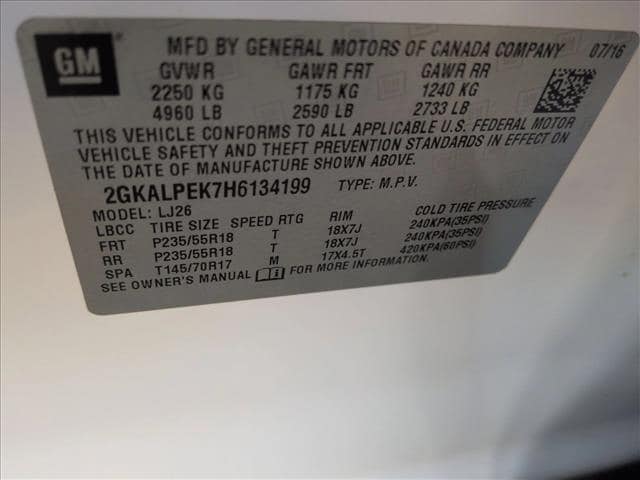 GM MFD BY GENERAL MOTORS OF CANADA COMPANY 07/16
GVWR GAWR FRT GAWR RR
2250 KG 1175 KG 1240 KG
4960 LB 2590 LB 2733 LB
THIS VEHICLE CONFORMS TO ALL APPLICABLE U.S. FEDERAL MOTOR
VEHICLE SAFETY AND THEFT PREVENTION STANDARDS IN EFFECT ON
THE DATE OF MANUFACTURE SHOWN ABOVE.
2GKALPEK7H6134199 TYPE: M.P.V.
MODEL: LJ26
LBCC TIRE SIZE SPEED RTG RIM COLD TIRE PRESSURE
FRT P235/55R18 T 18X7J 240KPA(35PSI)
RR P235/55R18 T 18X7J 240KPA(35PSI)
SPA T145/70R17 M 17X4.5T 420KPA(60PSI)
SEE OWNER'S MANUAL FOR MORE INFORMATION.